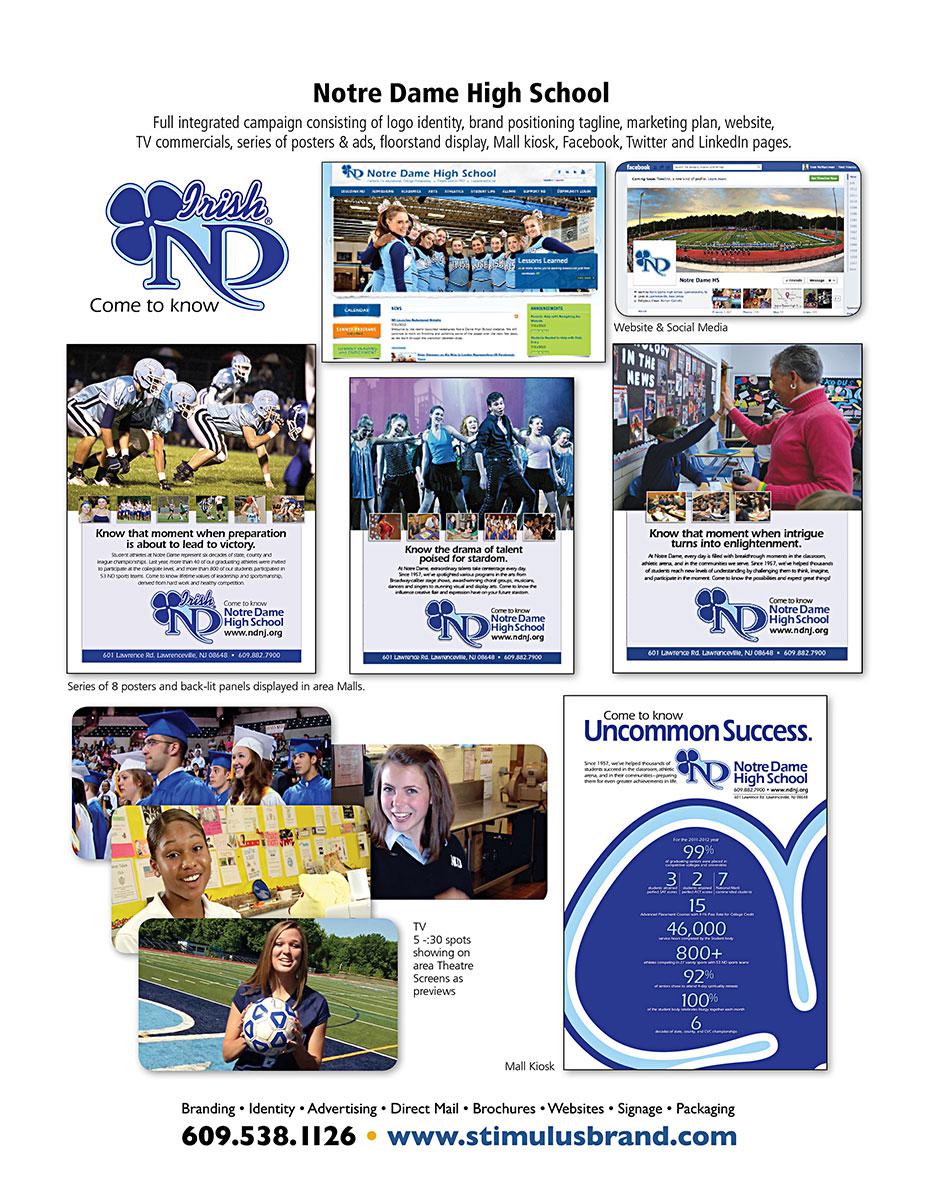 Notre Dame High School
Full integrated campaign consisting of logo identity, brand positioning tagline, marketing plan, website,
TV commercials, series of posters & ads, floorstand display, Mall kiosk, Facebook, Twitter and LinkedIn pages.
Irish
ND
®
Come to know
Notre Dame High School
DISCOVER ND ADMISSIONS ACADEMICS ARTS ATHLETICS STUDENT LIFE ALUMNI SUPPORT ND COMMUNITY LOGIN
Lessons Learned
CALENDAR
NEWS
ANNOUNCEMENTS
facebook
Notre Dame HS
Website & Social Media
IN THE
NEWS
Know that moment when preparation
is about to lead to victory.
Student athletes at Notre Dame represent six decades of state, county and
league championships. Last year, more than 40 of our graduating athletes were invited
to participate at the collegiate level, and more than 800 of our students participated in
53 ND sports teams. Come to know lifetime values of leadership and sportsmanship,
derived from hard work and healthy competition.
Irish
ND
Come to know
Notre Dame
High School
www.ndnj.org
601 Lawrence Rd. Lawrenceville, NJ 08648 • 609.882.7900
Know the drama of talent
poised for stardom.
At Notre Dame, extraordinary talents take center stage every day.
Since 1957, we've spotlighted various programs in the arts from
Broadway-caliber stage shows, award-winning choral groups, musicians,
dancers and singers to stunning visual and display arts. Come to know the
influence creative flair and expression have on your future stardom.
ND
Come to know
Notre Dame
High School
www.ndnj.org
601 Lawrence Rd. Lawrenceville, NJ 08648 • 609.882.7900
Know that moment when intrigue
turns into enlightenment.
At Notre Dame, every day is filled with breakthrough moments in the classroom,
athletic arena, and in the communities we serve. Since 1957, we've helped thousands
of students reach new levels of understanding by challenging them to think, imagine,
and participate in the moment. Come to know the possibilities and expect great things!
ND
Come to know
Notre Dame
High School
www.ndnj.org
601 Lawrence Rd. Lawrenceville, NJ 08648 • 609.882.7900
Series of 8 posters and back-lit panels displayed in area Malls.
TV
5 -:30 spots
showing on
area Theatre
Screens as
previews
Come to know
Uncommon Success.
Since 1957, we've helped thousands of
students succeed in the classroom, athletic
arena, and in their communities—preparing
them for even greater achievements in life.
ND
Notre Dame
High School
609.882.7900 • www.ndnj.org
601 Lawrence Rd. Lawrenceville, NJ 08648
For the 2011-2012 year
99%
of graduating seniors were placed in
competitive colleges and universities
3 2 7
students attained perfect SAT scores
students attained perfect ACT scores
National Merit commended students
15
46,000
service hours completed by the student body
800+
athletes competing in 27 varsity sports with 53 ND sports teams
92%
100%
of the student body celebrates liturgy together each month
6
decades of state, county, and CVC championships
Mall Kiosk
Branding • Identity • Advertising • Direct Mail • Brochures • Websites • Signage • Packaging
609.538.1126 • www.stimulusbrand.com